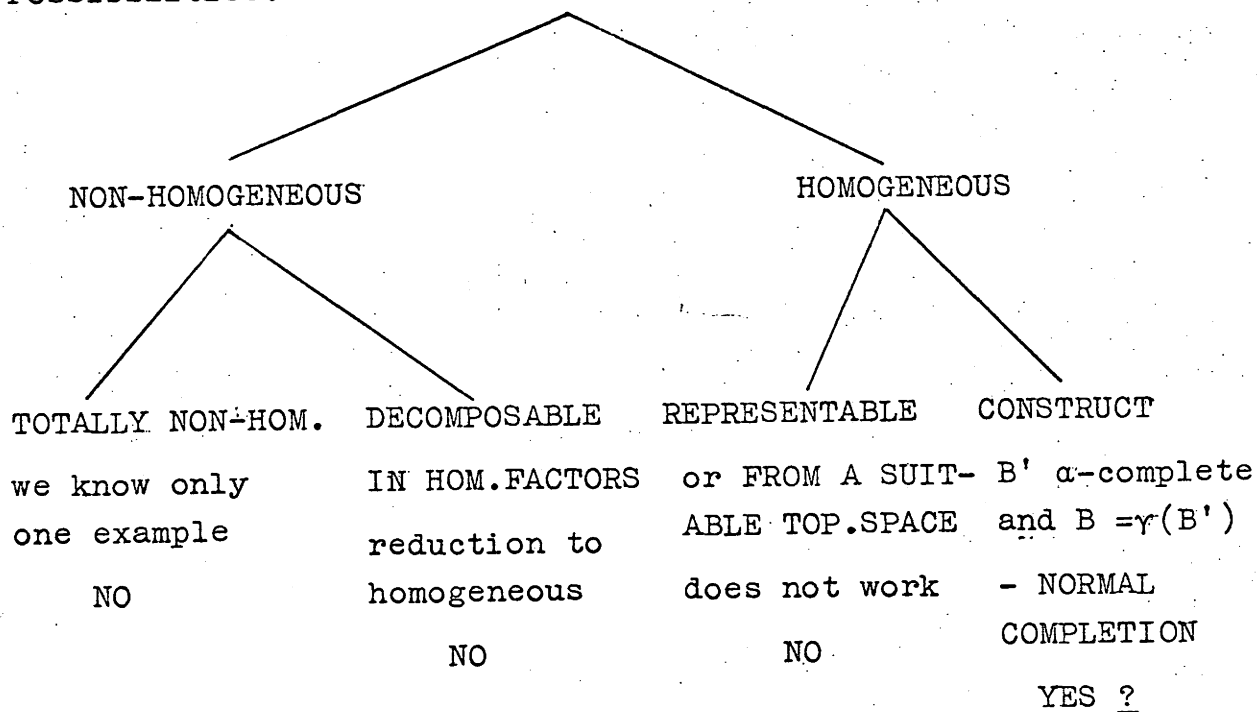 NON-HOMOGENEOUS
HOMOGENEOUS
TOTALLY NON-HOM.
we know only
one example
NO
DECOMPOSABLE
IN HOM.FACTORS
reduction to
homogeneous
NO
REPRESENTABLE
or FROM A SUIT-
ABLE TOP.SPACE
does not work
NO
CONSTRUCT
B' α-complete
and B =γ(B')
- NORMAL
COMPLETION
YES ?